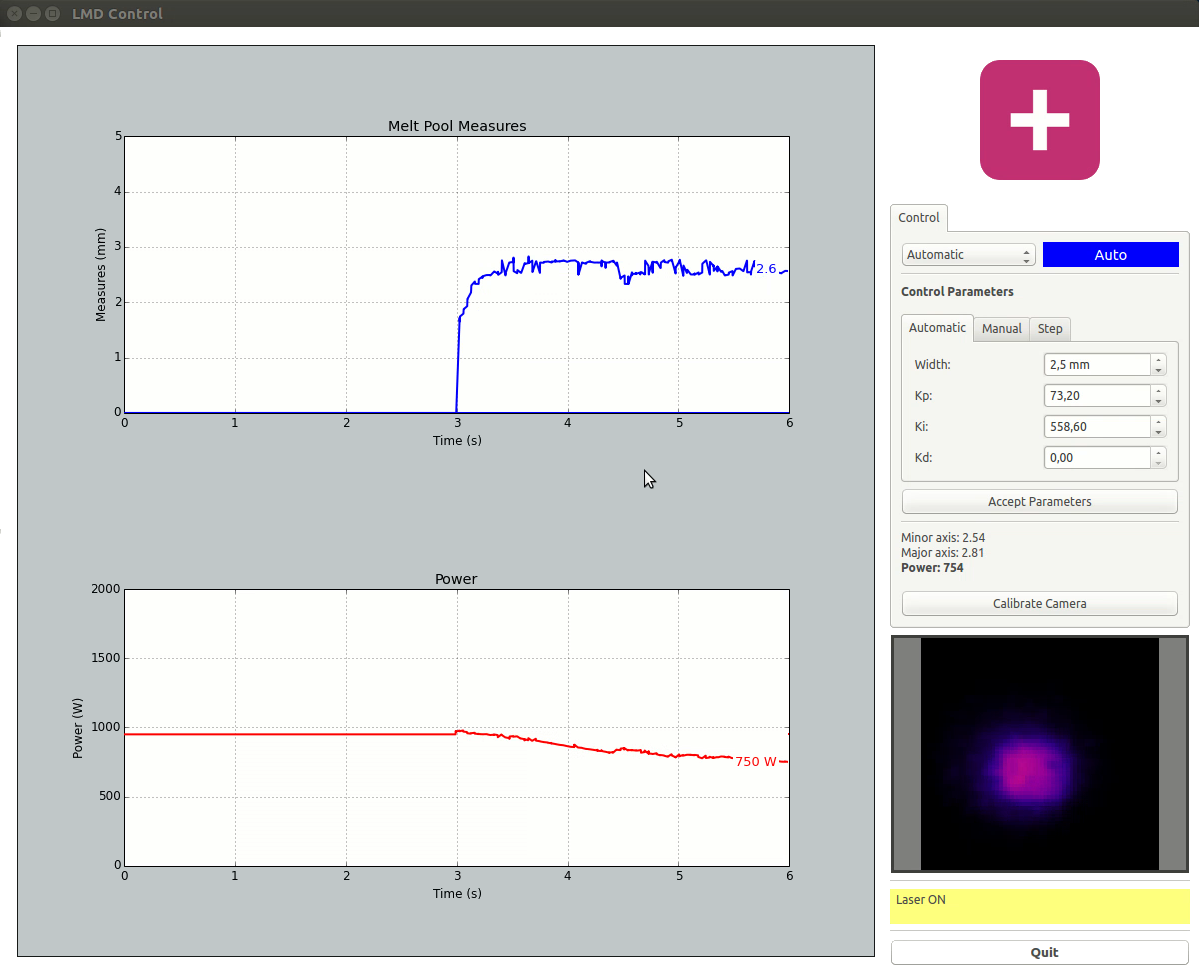 LMD Control
Melt Pool Measures
5
4
3
2
1
0
Measures (mm)
2.6
0 1 2 3 4 5 6
Time (s)
Power
2000
1500
1000
500
0
Power (W)
750 W
0 1 2 3 4 5 6
Time (s)
Control
Automatic Auto
Control Parameters
Automatic Manual Step
Width: 2,5 mm
Kp: 73,20
Ki: 558,60
Kd: 0,00
Accept Parameters
Minor axis: 2.54
Major axis: 2.81
Power: 754
Calibrate Camera
Laser ON
Quit